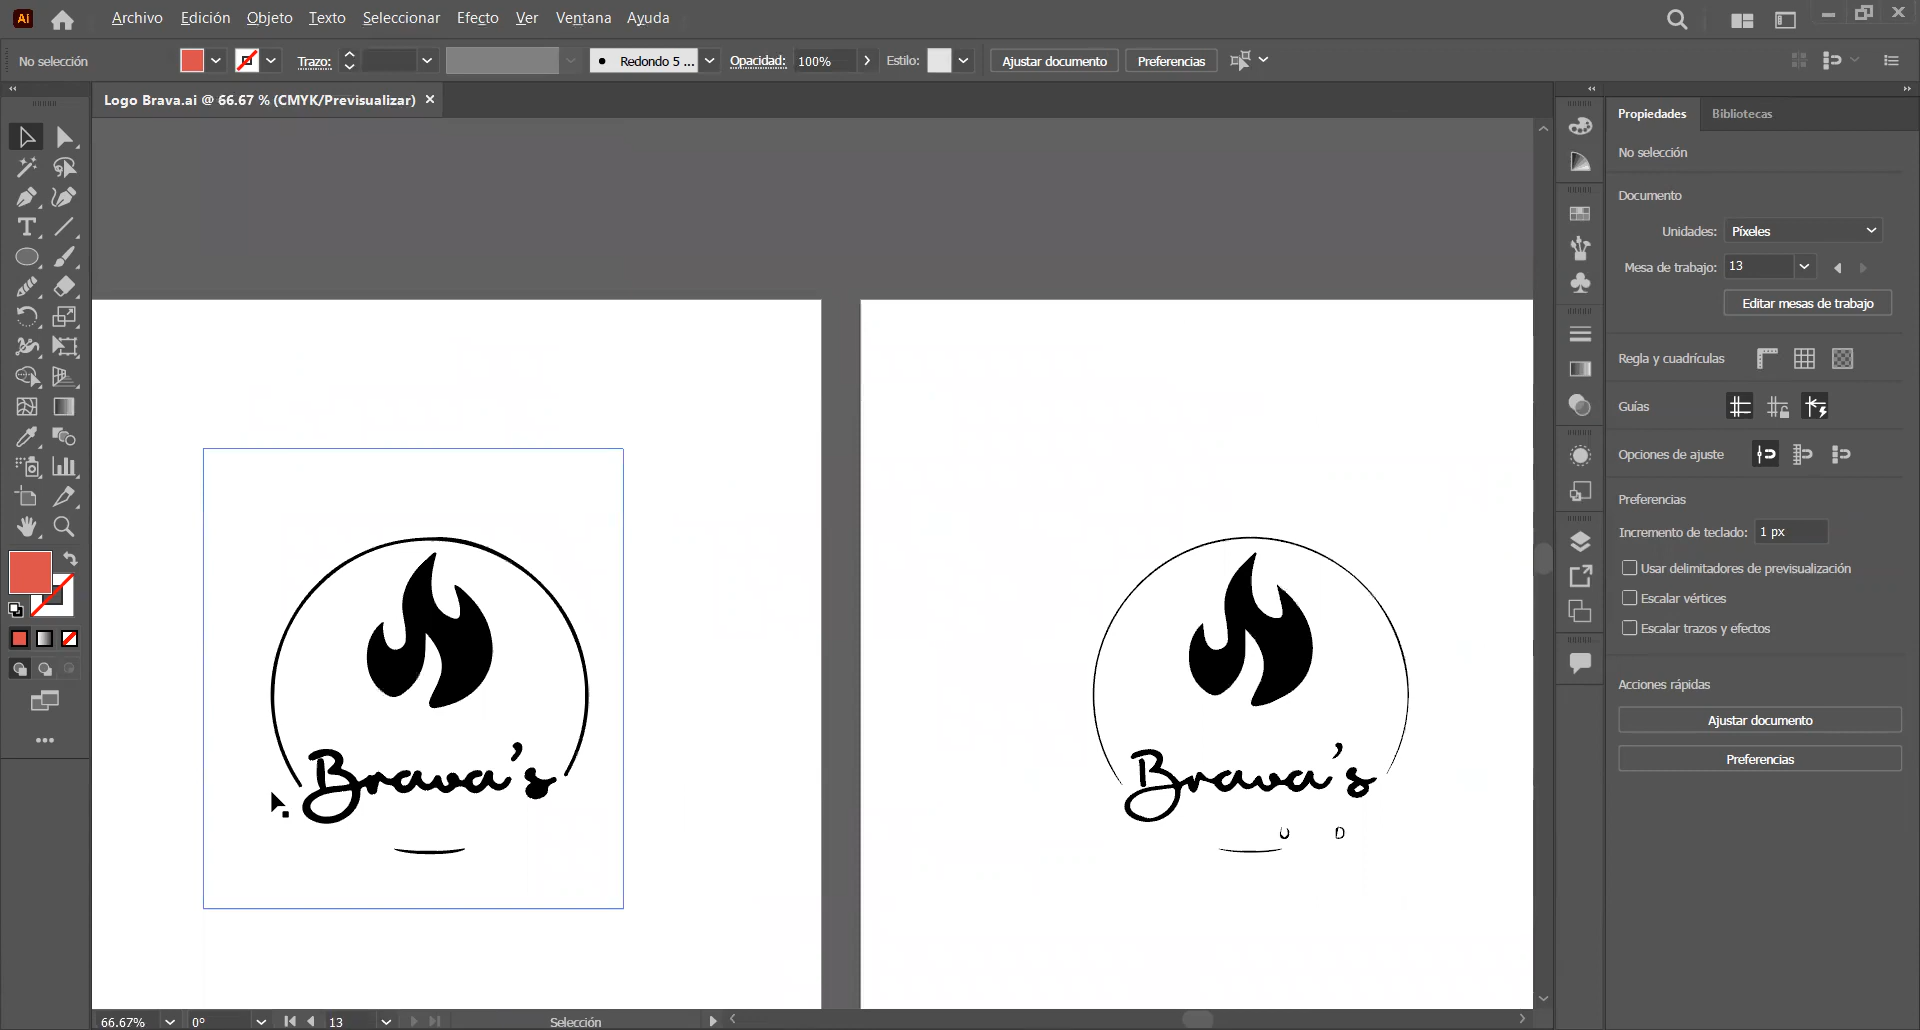 Ai Archivo Edición Objeto Texto Seleccionar Efecto Ver Ventana Ayuda
No selección Trazo: Redondo 5 ... Opacidad: 100% Estilo: Ajustar documento Preferencias
Logo Brava.ai @ 66.67 % (CMYK/Previsualizar)
Propiedades Bibliotecas
No selección
Documento
Unidades: Píxeles
Mesa de trabajo: 13
Editar mesas de trabajo
Regla y cuadrículas
Guías
Opciones de ajuste
Preferencias
Incremento de teclado: 1 px
Usar delimitadores de previsualización
Escalar vértices
Escalar trazos y efectos
Acciones rápidas
Ajustar documento
Preferencias
Brava's
Brava's
U D
66.67% 0° 13 Selección